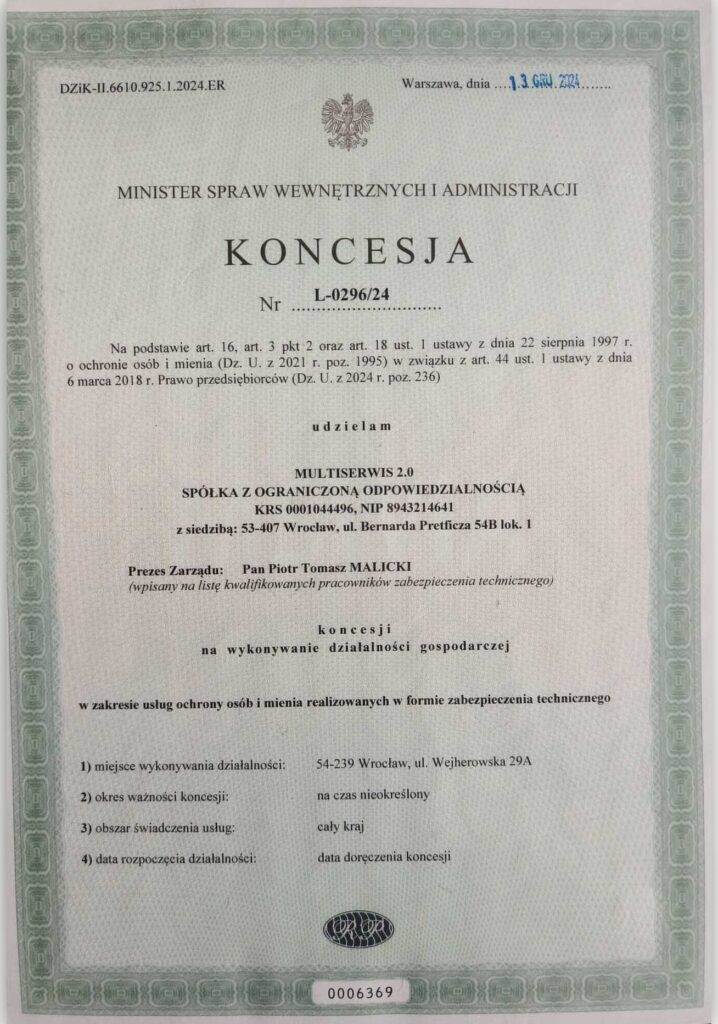 DZiK-II.6610.925.1.2024.ER
Warszawa, dnia ....13 GRU. 2024.......
MINISTER SPRAW WEWNĘTRZNYCH I ADMINISTRACJI
KONCESJA
Nr L-0296/24
Na podstawie art. 16, art. 3 pkt 2 oraz art. 18 ust. 1 ustawy z dnia 22 sierpnia 1997 r.
o ochronie osób i mienia (Dz. U. z 2021 r. poz. 1995) w związku z art. 44 ust. 1 ustawy z dnia
6 marca 2018 r. Prawo przedsiębiorców (Dz. U. z 2024 r. poz. 236)
udzielam
MULTISERWIS 2.0
SPÓŁKA Z OGRANICZONĄ ODPOWIEDZIALNOŚCIĄ
KRS 0001044496, NIP 8943214641
z siedzibą: 53-407 Wrocław, ul. Bernarda Pretficza 54B lok. 1
Prezes Zarządu: Pan Piotr Tomasz MALICKI
(wpisany na listę kwalifikowanych pracowników zabezpieczenia technicznego)
koncesji
na wykonywanie działalności gospodarczej
w zakresie usług ochrony osób i mienia realizowanych w formie zabezpieczenia technicznego
1) miejsce wykonywania działalności: 54-239 Wrocław, ul. Wejherowska 29A
2) okres ważności koncesji: na czas nieokreślony
3) obszar świadczenia usług: cały kraj
4) data rozpoczęcia działalności: data doręczenia koncesji
RP
0006369